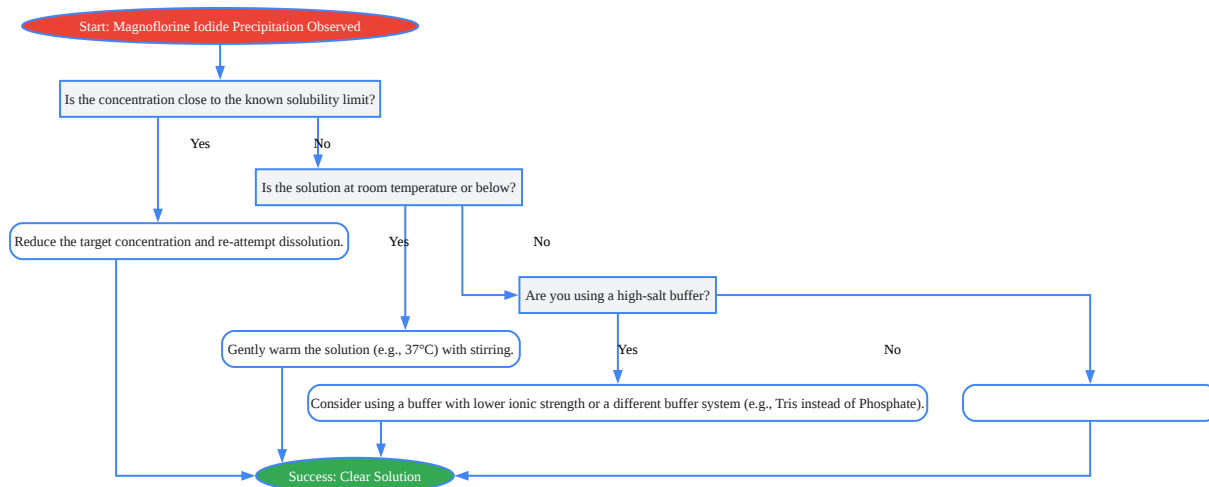 Start: Magnoflorine Iodide Precipitation Observed
Is the concentration close to the known solubility limit?
Yes
No
Is the solution at room temperature or below?
Reduce the target concentration and re-attempt dissolution.
Yes
No
Are you using a high-salt buffer?
Gently warm the solution (e.g., 37°C) with stirring.
Yes
No
Consider using a buffer with lower ionic strength or a different buffer system (e.g., Tris instead of Phosphate).
Success: Clear Solution